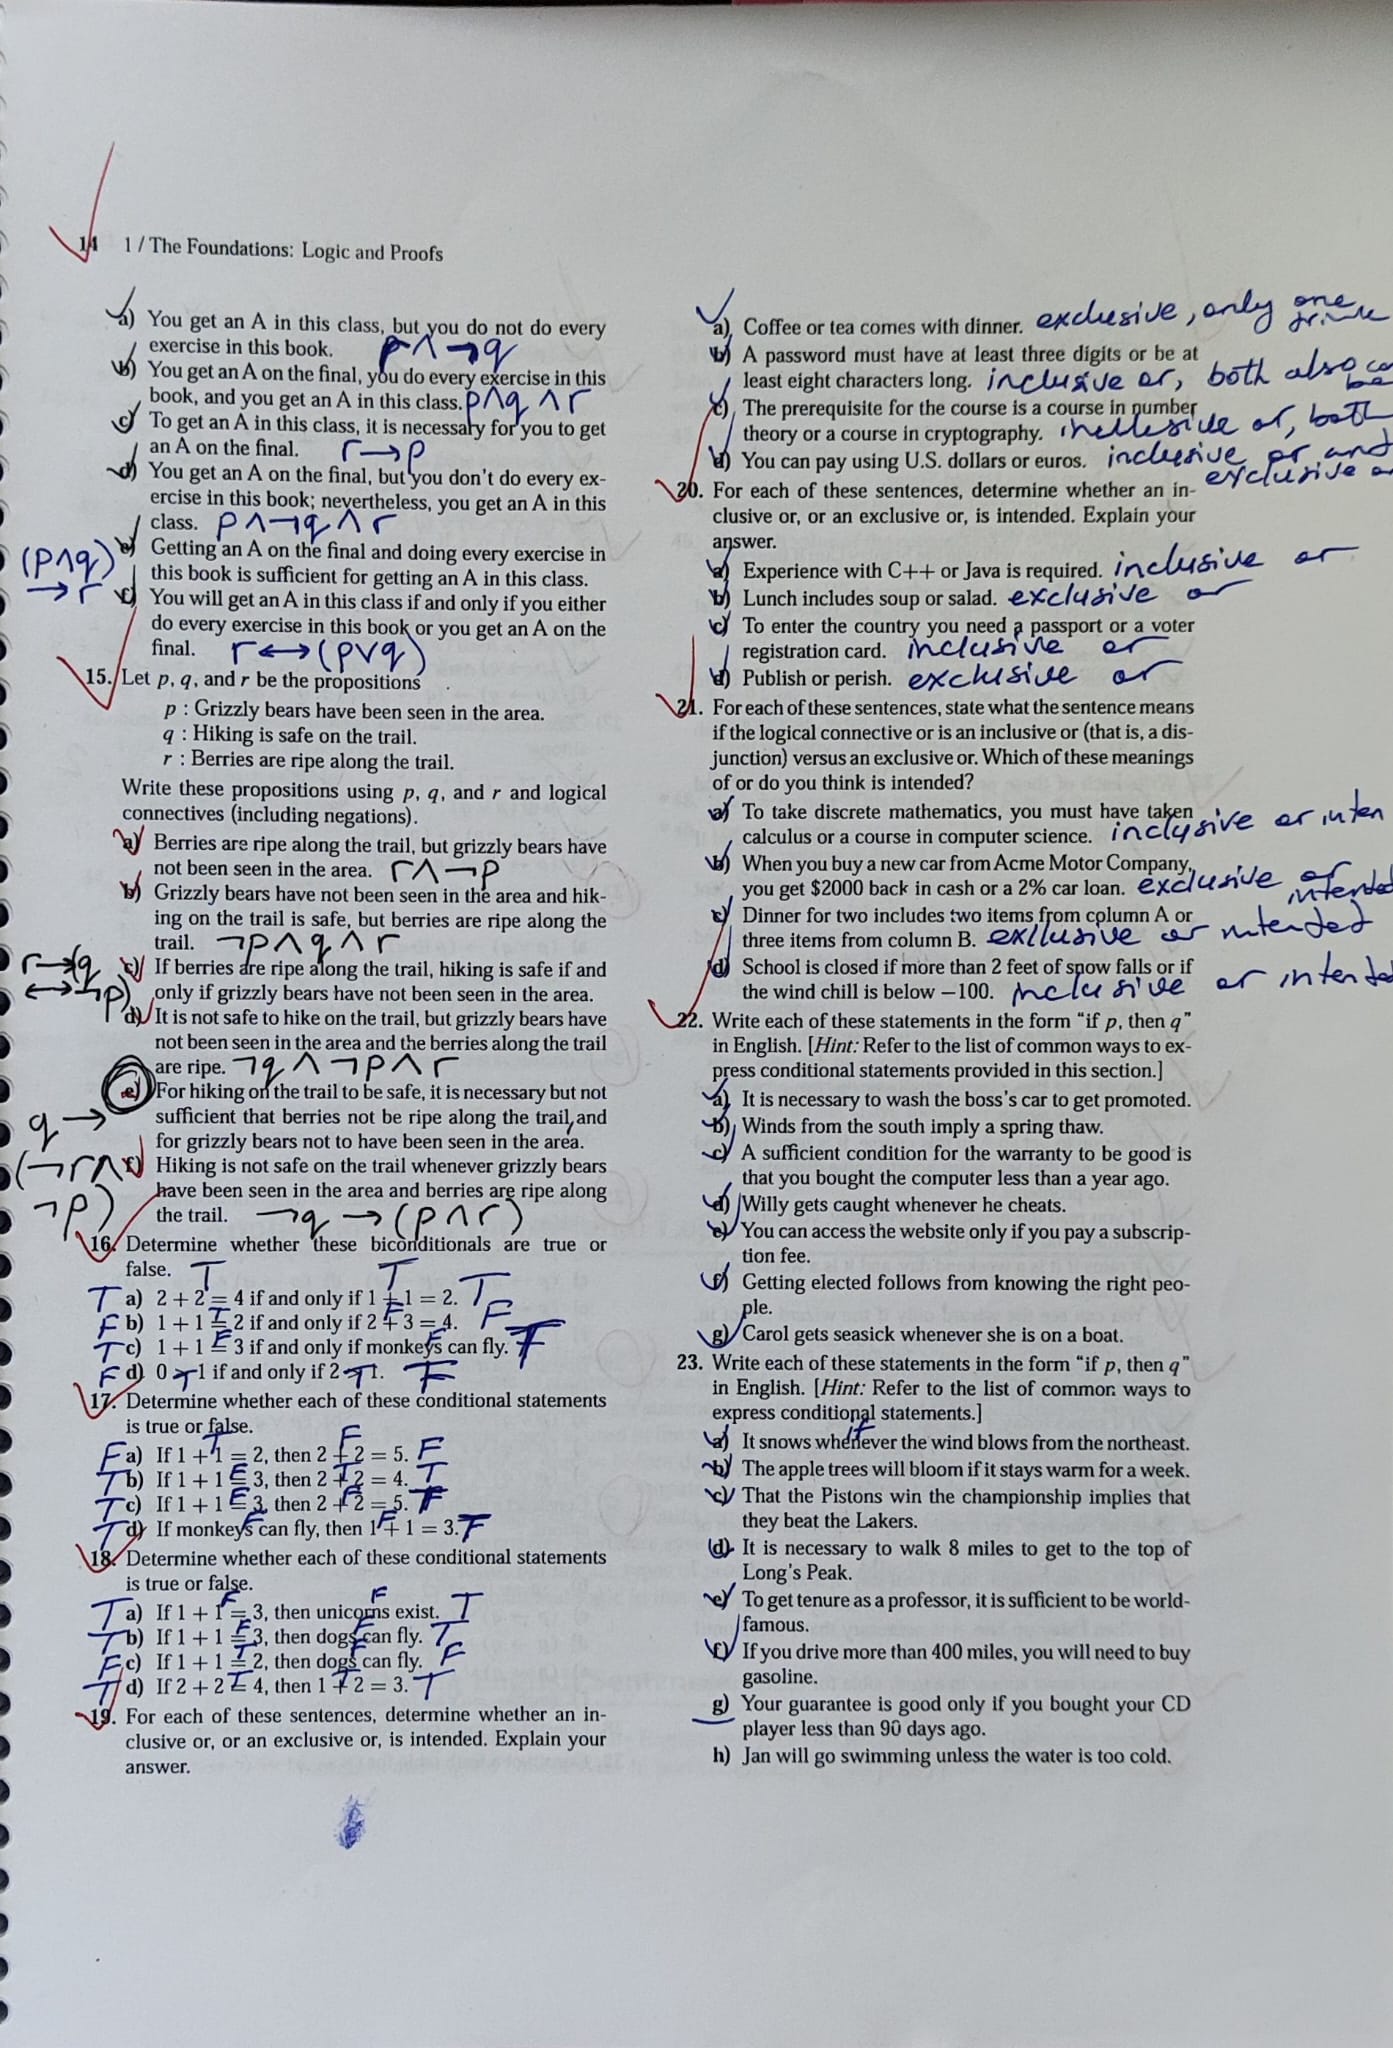 14 1 / The Foundations: Logic and Proofs
a) You get an A in this class, but you do not do every
exercise in this book. p ∧ ¬q
b) You get an A on the final, you do every exercise in this
book, and you get an A in this class. p∧q ∧ r
c) To get an A in this class, it is necessary for you to get
an A on the final. r → p
d) You get an A on the final, but you don't do every ex-
ercise in this book; nevertheless, you get an A in this
class. p ∧ ¬q ∧ r
e) Getting an A on the final and doing every exercise in
this book is sufficient for getting an A in this class.
(p∧q)
→ r
You will get an A in this class if and only if you either
do every exercise in this book or you get an A on the
final. r ↔ (p∨q)
15. Let p, q, and r be the propositions
p : Grizzly bears have been seen in the area.
q : Hiking is safe on the trail.
r : Berries are ripe along the trail.
Write these propositions using p, q, and r and logical
connectives (including negations).
a) Berries are ripe along the trail, but grizzly bears have
not been seen in the area. r ∧ ¬p
b) Grizzly bears have not been seen in the area and hik-
ing on the trail is safe, but berries are ripe along the
trail. ¬p ∧ q ∧ r
c) If berries are ripe along the trail, hiking is safe if and
only if grizzly bears have not been seen in the area.
r → (q
↔ ¬p)
d) It is not safe to hike on the trail, but grizzly bears have
not been seen in the area and the berries along the trail
are ripe. ¬q ∧ ¬p ∧ r
e) For hiking on the trail to be safe, it is necessary but not
sufficient that berries not be ripe along the trail, and
for grizzly bears not to have been seen in the area.
q →
(¬r∧
¬p)
f) Hiking is not safe on the trail whenever grizzly bears
have been seen in the area and berries are ripe along
the trail. ¬q → (p∧r)
16. Determine whether these biconditionals are true or
false. T T
T a) 2 + 2 = 4 if and only if 1 + 1 = 2. T
F b) 1 + 1 = 2 if and only if 2 + 3 = 4. F
T F
T c) 1 + 1 = 3 if and only if monkeys can fly. T
F F
F d) 0 > 1 if and only if 2 > 1. F
17. Determine whether each of these conditional statements
is true or false.
T F
F a) If 1 + 1 = 2, then 2 + 2 = 5. F
F T
T b) If 1 + 1 = 3, then 2 + 2 = 4. T
F F
T c) If 1 + 1 = 3, then 2 + 2 = 5. T
F F
T d) If monkeys can fly, then 1 + 1 = 3. T
18. Determine whether each of these conditional statements
is true or false.
F F
T a) If 1 + 1 = 3, then unicorns exist. T
F F
T b) If 1 + 1 = 3, then dogs can fly. T
T F
F c) If 1 + 1 = 2, then dogs can fly. F
T T
T d) If 2 + 2 = 4, then 1 + 2 = 3. T
19. For each of these sentences, determine whether an in-
clusive or, or an exclusive or, is intended. Explain your
answer.
a) Coffee or tea comes with dinner. exclusive, only one
b) A password must have at least three digits or be at
least eight characters long. inclusive or, both also
c) The prerequisite for the course is a course in number
theory or a course in cryptography. inclusive or, both
d) You can pay using U.S. dollars or euros. inclusive or and
exclusive
20. For each of these sentences, determine whether an in-
clusive or, or an exclusive or, is intended. Explain your
answer.
a) Experience with C++ or Java is required. inclusive or
b) Lunch includes soup or salad. exclusive or
c) To enter the country you need a passport or a voter
registration card. inclusive or
d) Publish or perish. exclusive or
21. For each of these sentences, state what the sentence means
if the logical connective or is an inclusive or (that is, a dis-
junction) versus an exclusive or. Which of these meanings
of or do you think is intended?
a) To take discrete mathematics, you must have taken
calculus or a course in computer science. inclusive or inten
b) When you buy a new car from Acme Motor Company,
you get $2000 back in cash or a 2% car loan. exclusive or
intended
c) Dinner for two includes two items from column A or
three items from column B. exclusive or intended
d) School is closed if more than 2 feet of snow falls or if
the wind chill is below −100. inclusive or intended
22. Write each of these statements in the form "if p, then q"
in English. [Hint: Refer to the list of common ways to ex-
press conditional statements provided in this section.]
a) It is necessary to wash the boss's car to get promoted.
b) Winds from the south imply a spring thaw.
c) A sufficient condition for the warranty to be good is
that you bought the computer less than a year ago.
d) Willy gets caught whenever he cheats.
e) You can access the website only if you pay a subscrip-
tion fee.
f) Getting elected follows from knowing the right peo-
ple.
g) Carol gets seasick whenever she is on a boat.
23. Write each of these statements in the form "if p, then q"
in English. [Hint: Refer to the list of common ways to
express conditional statements.]
if
a) It snows whenever the wind blows from the northeast.
b) The apple trees will bloom if it stays warm for a week.
c) That the Pistons win the championship implies that
they beat the Lakers.
d) It is necessary to walk 8 miles to get to the top of
Long's Peak.
e) To get tenure as a professor, it is sufficient to be world-
famous.
f) If you drive more than 400 miles, you will need to buy
gasoline.
g) Your guarantee is good only if you bought your CD
player less than 90 days ago.
h) Jan will go swimming unless the water is too cold.